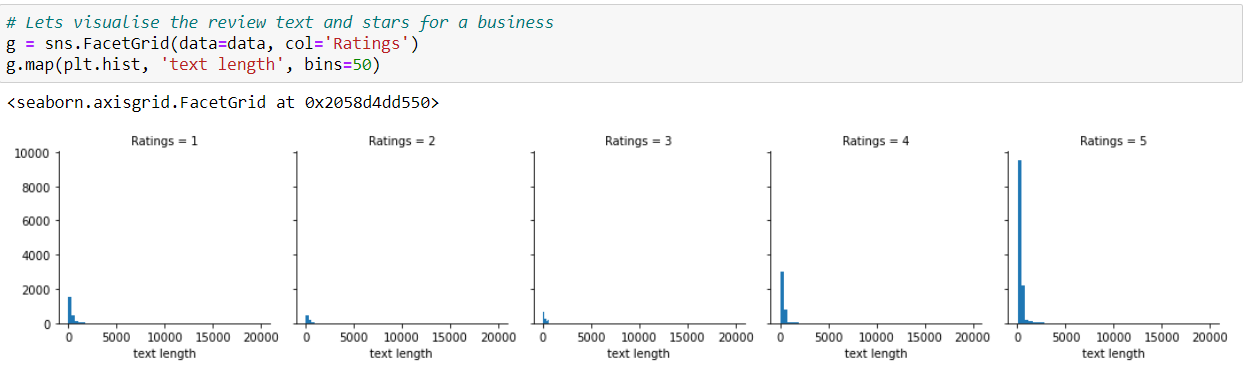 # Lets visualise the review text and stars for a business
g = sns.FacetGrid(data=data, col='Ratings')
g.map(plt.hist, 'text length', bins=50)
<seaborn.axisgrid.FacetGrid at 0x2058d4dd550>
Ratings = 1 Ratings = 2 Ratings = 3 Ratings = 4 Ratings = 5
10000
8000
6000
4000
2000
0
0 5000 10000 15000 20000 0 5000 10000 15000 20000 0 5000 10000 15000 20000 0 5000 10000 15000 20000 0 5000 10000 15000 20000
text length text length text length text length text length